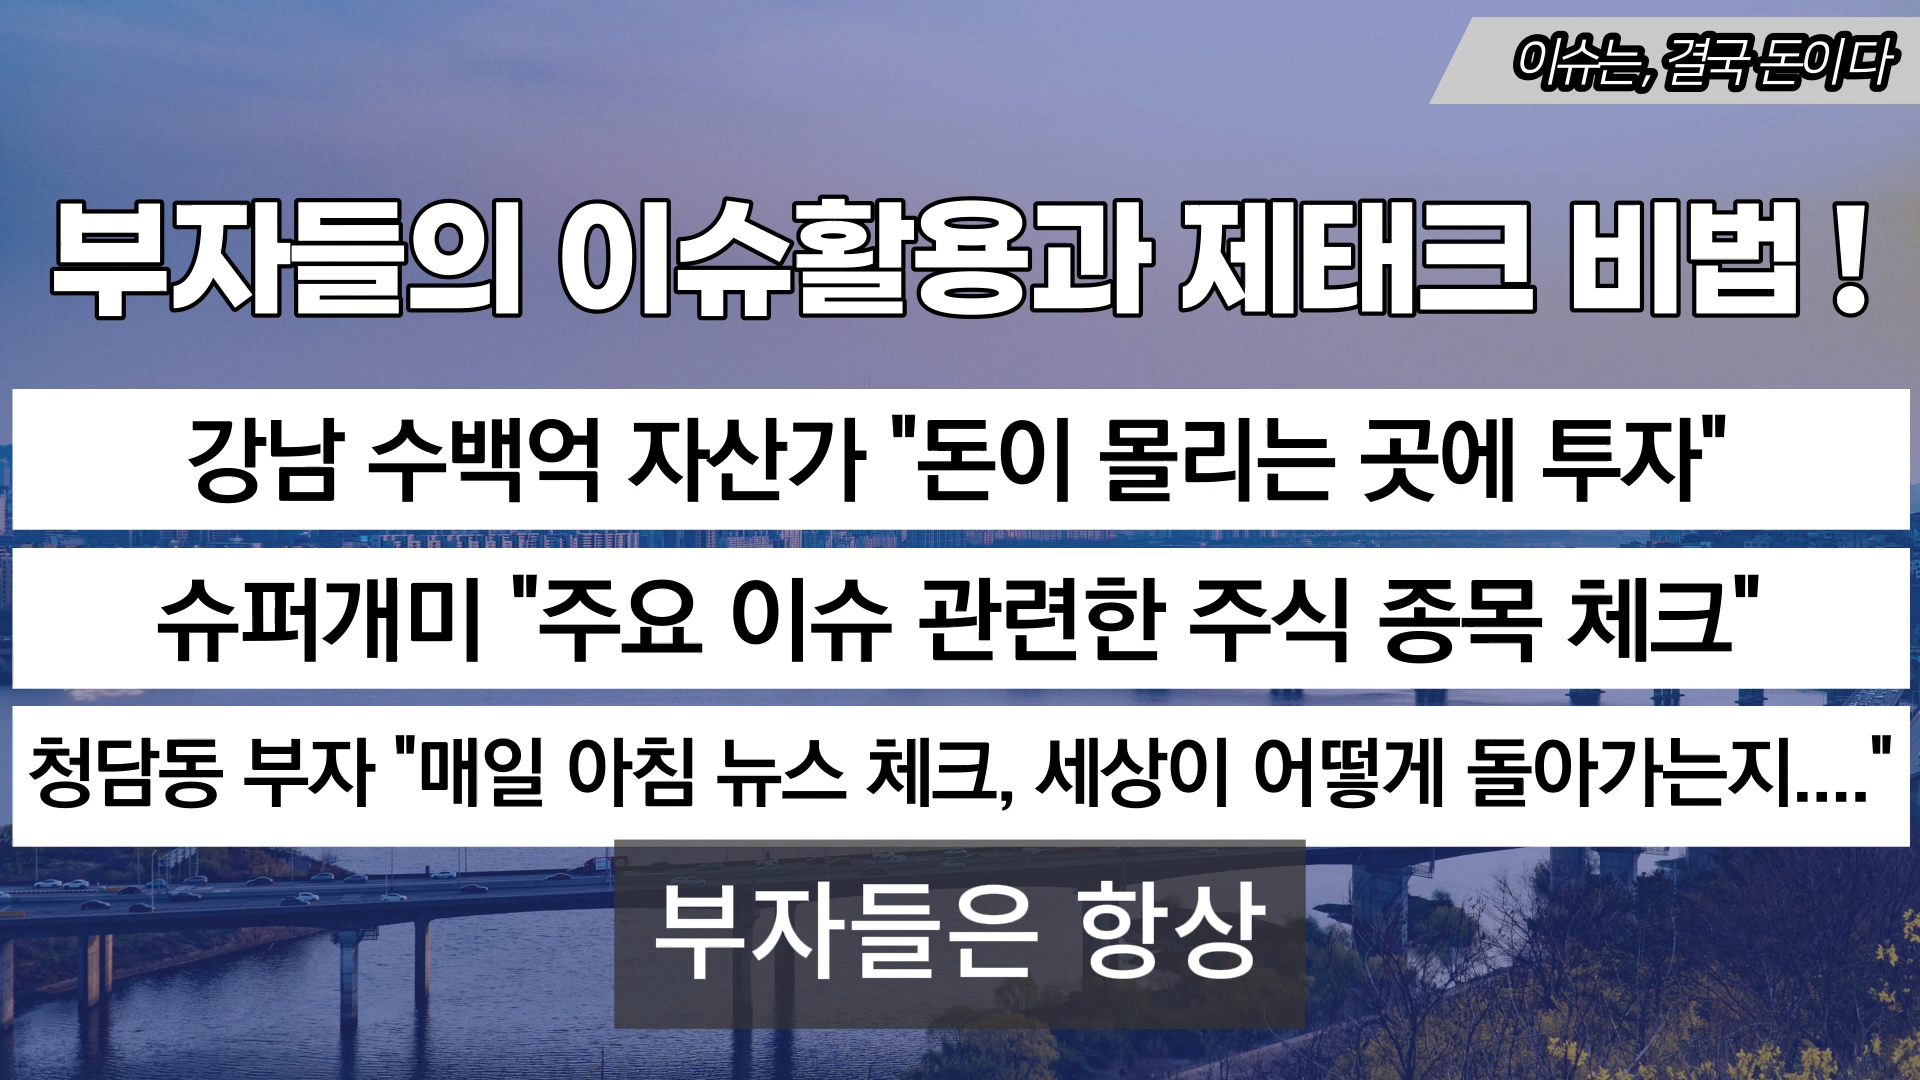 이슈는, 결국 돈이다
부자들의 이슈활용과 제태크 비법 !
강남 수백억 자산가 "돈이 몰리는 곳에 투자"
슈퍼개미 "주요 이슈 관련한 주식 종목 체크"
청담동 부자 "매일 아침 뉴스 체크, 세상이 어떻게 돌아가는지...."
부자들은 항상